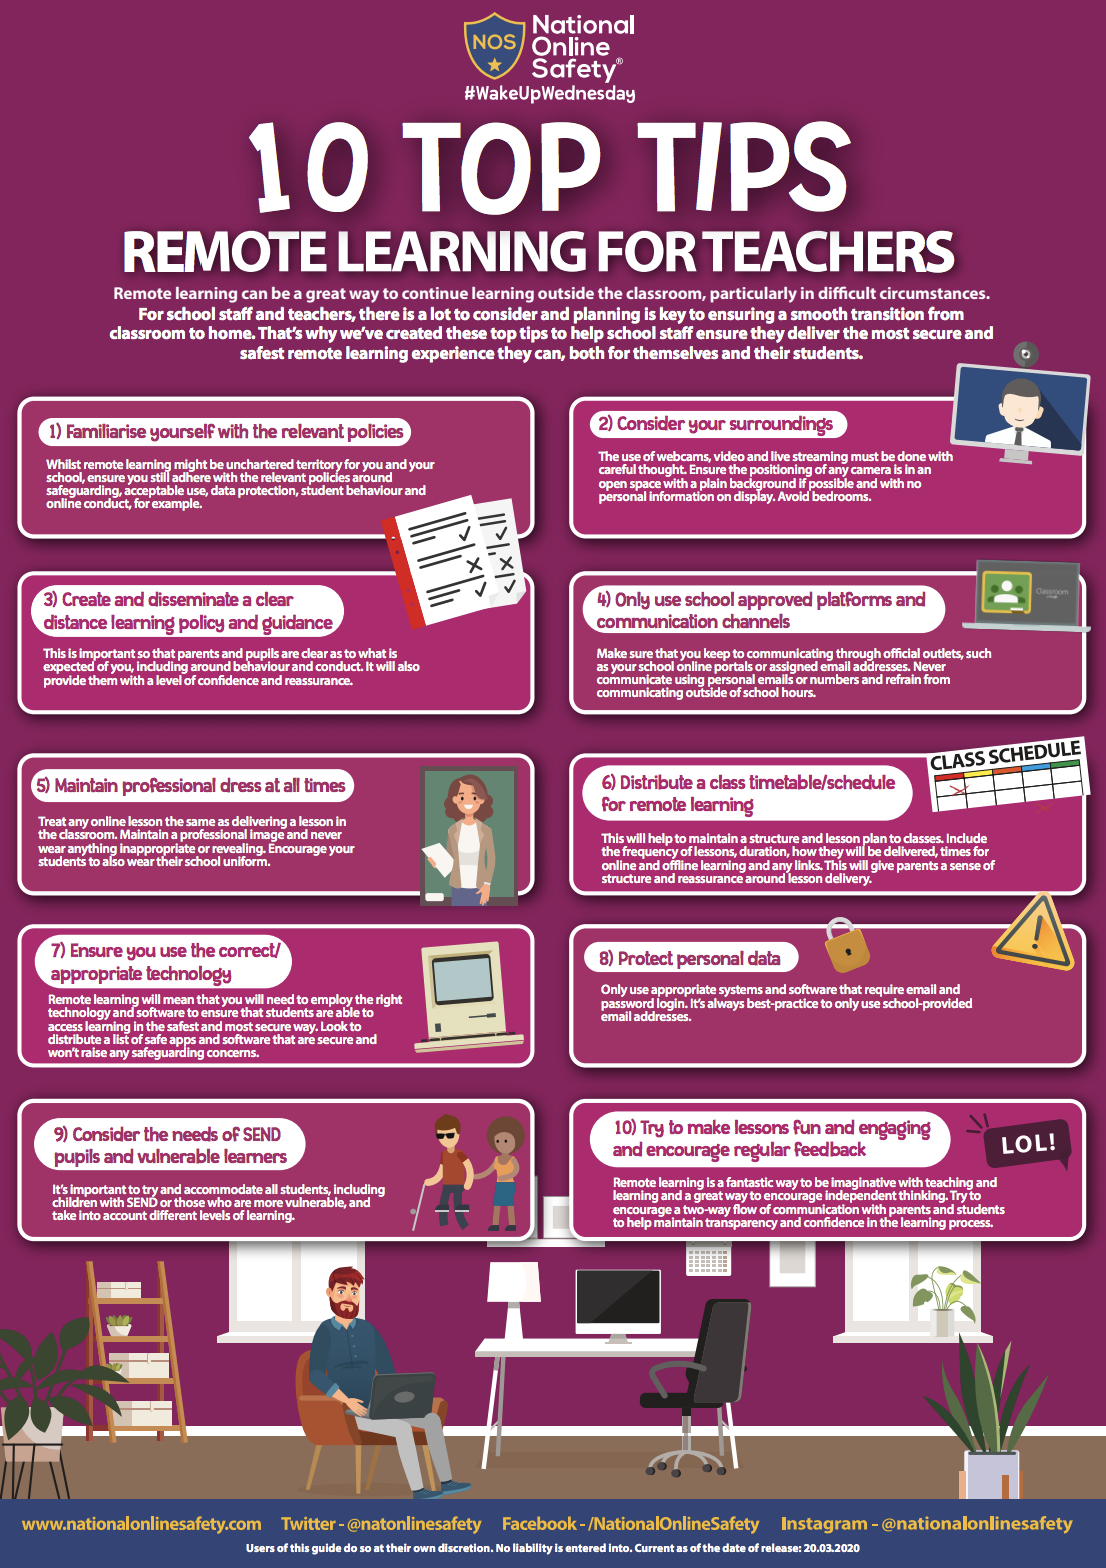 NOS
National
Online
Safety®
#WakeUpWednesday
10 TOP TIPS
REMOTE LEARNING FOR TEACHERS
Remote learning can be a great way to continue learning outside the classroom, particularly in difficult circumstances.
For school staff and teachers, there is a lot to consider and planning is key to ensuring a smooth transition from
classroom to home. That's why we've created these top tips to help school staff ensure they deliver the most secure and
safest remote learning experience they can, both for themselves and their students.
1) Familiarise yourself with the relevant policies
Whilst remote learning might be unchartered territory for you and your
school, ensure you still adhere with the relevant policies around
safeguarding, acceptable use, data protection, student behaviour and
online conduct, for example.
2) Consider your surroundings
The use of webcams, video and live streaming must be done with
careful thought. Ensure the positioning of any camera is in an
open space with a plain background if possible and with no
personal information on display. Avoid bedrooms.
3) Create and disseminate a clear
distance learning policy and guidance
This is important so that parents and pupils are clear as to what is
expected of you, including around behaviour and conduct. It will also
provide them with a level of confidence and reassurance.
4) Only use school approved platforms and
communication channels
Classroom
Make sure that you keep to communicating through official outlets, such
as your school online portals or assigned email addresses. Never
communicate using personal emails or numbers and refrain from
communicating outside of school hours.
5) Maintain professional dress at all times
Treat any online lesson the same as delivering a lesson in
the classroom. Maintain a professional image and never
wear anything inappropriate or revealing. Encourage your
students to also wear their school uniform.
6) Distribute a class timetable/schedule
for remote learning
CLASS SCHEDULE
This will help to maintain a structure and lesson plan to classes. Include
the frequency of lessons, duration, how they will be delivered, times for
online and offline learning and any links. This will give parents a sense of
structure and reassurance around lesson delivery.
7) Ensure you use the correct/
appropriate technology
Remote learning will mean that you will need to employ the right
technology and software to ensure that students are able to
access learning in the safest and most secure way. Look to
distribute a list of safe apps and software that are secure and
won't raise any safeguarding concerns.
8) Protect personal data
Only use appropriate systems and software that require email and
password login. It's always best-practice to only use school-provided
email addresses.
9) Consider the needs of SEND
pupils and vulnerable learners
It's important to try and accommodate all students, including
children with SEND or those who are more vulnerable, and
take into account different levels of learning.
10) Try to make lessons fun and engaging
and encourage regular feedback
LOL!
Remote learning is a fantastic way to be imaginative with teaching and
learning and a great way to encourage independent thinking. Try to
encourage a two-way flow of communication with parents and students
to help maintain transparency and confidence in the learning process.
www.nationalonlinesafety.com Twitter - @natonlinesafety Facebook - /NationalOnlineSafety Instagram - @nationalonlinesafety
Users of this guide do so at their own discretion. No liability is entered into. Current as of the date of release: 20.03.2020